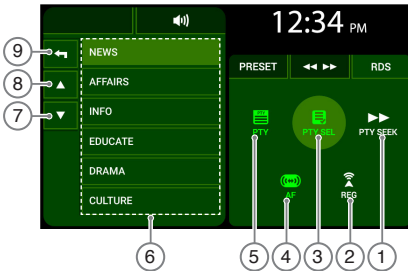 12:34 PM
9
NEWS
PRESET
RDS
8
AFFAIRS
7
INFO
PTY
PTY SEL
PTY SEEK
EDUCATE
DRAMA
AF
REG
CULTURE
6
5
4
3
2
1